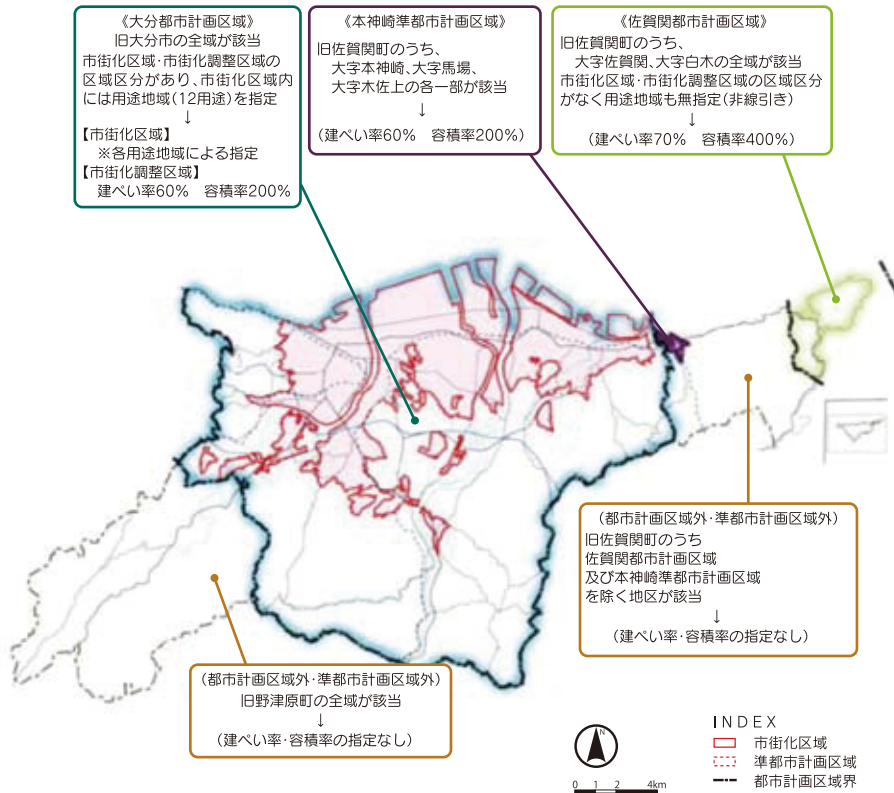 《大分都市計画区域》
旧大分市の全域が該当
市街化区域・市街化調整区域の
区域区分があり、市街化区域内
には用途地域(12用途)を指定
↓
【市街化区域】
※各用途地域による指定
【市街化調整区域】
建ぺい率60% 容積率200%
《本神崎準都市計画区域》
旧佐賀関町のうち、
大字本神崎、大字馬場、
大字木佐上の各一部が該当
↓
(建ぺい率60% 容積率200%)
《佐賀関都市計画区域》
旧佐賀関町のうち、
大字佐賀関、大字白木の全域が該当
市街化区域・市街化調整区域の区域区分
がなく用途地域も無指定(非線引き)
↓
(建ぺい率70% 容積率400%)
(都市計画区域外・準都市計画区域外)
旧佐賀関町のうち
佐賀関都市計画区域
及び本神崎準都市計画区域
を除く地区が該当
↓
(建ぺい率・容積率の指定なし)
(都市計画区域外・準都市計画区域外)
旧野津原町の全域が該当
↓
(建ぺい率・容積率の指定なし)
N
0 1 2 4km
INDEX
市街化区域
準都市計画区域
都市計画区域界